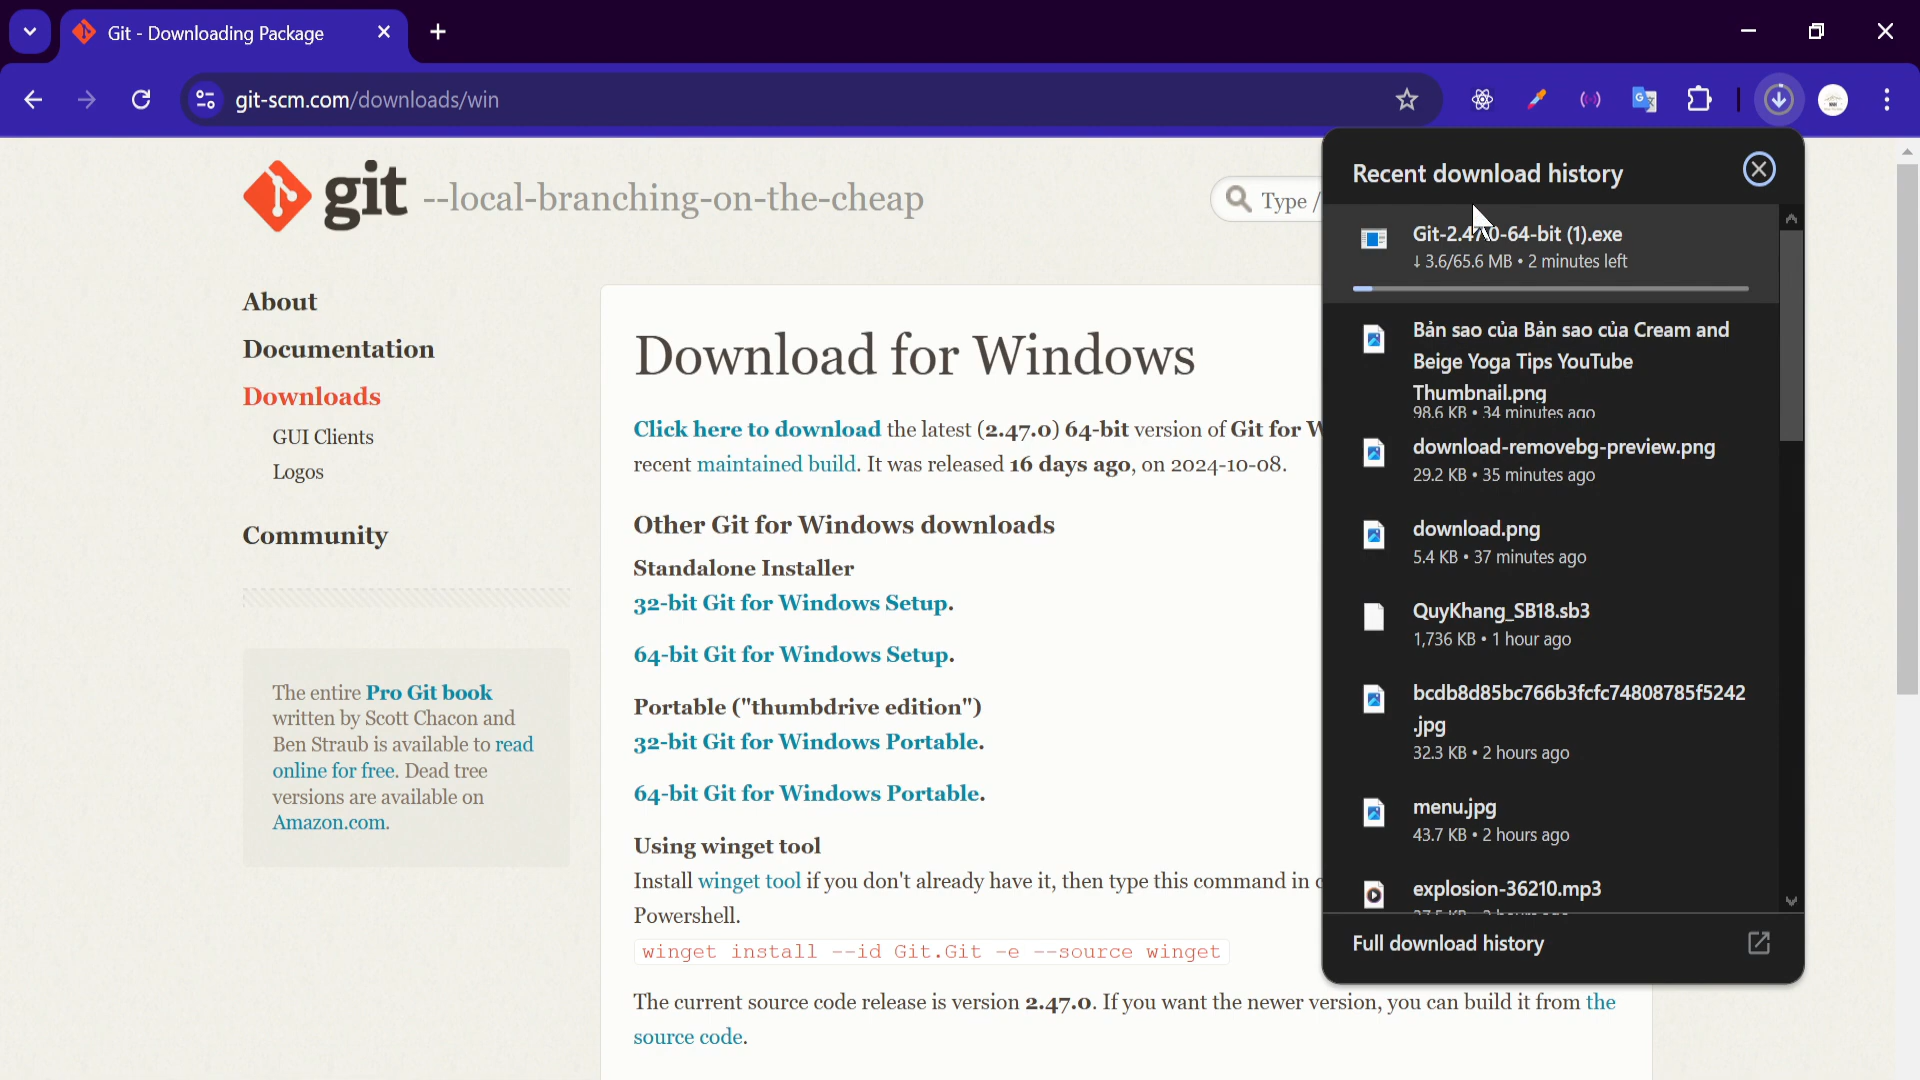 Git - Downloading Package
git-scm.com/downloads/win
git --local-branching-on-the-cheap
Type /
About
Documentation
Downloads
GUI Clients
Logos
Community
The entire Pro Git book
written by Scott Chacon and
Ben Straub is available to read
online for free. Dead tree
versions are available on
Amazon.com.
Download for Windows
Click here to download the latest (2.47.0) 64-bit version of Git for W
recent maintained build. It was released 16 days ago, on 2024-10-08.
Other Git for Windows downloads
Standalone Installer
32-bit Git for Windows Setup.
64-bit Git for Windows Setup.
Portable ("thumbdrive edition")
32-bit Git for Windows Portable.
64-bit Git for Windows Portable.
Using winget tool
Install winget tool if you don't already have it, then type this command in c
Powershell.
winget install --id Git.Git -e --source winget
The current source code release is version 2.47.0. If you want the newer version, you can build it from the
source code.
Recent download history
Git-2.47.0-64-bit (1).exe
↓ 3.6/65.6 MB • 2 minutes left
Bản sao của Bản sao của Cream and
Beige Yoga Tips YouTube
Thumbnail.png
98.6 KB • 34 minutes ago
download-removebg-preview.png
29.2 KB • 35 minutes ago
download.png
5.4 KB • 37 minutes ago
QuyKhang_SB18.sb3
1,736 KB • 1 hour ago
bcdb8d85bc766b3fcfc74808785f5242
.jpg
32.3 KB • 2 hours ago
menu.jpg
43.7 KB • 2 hours ago
explosion-36210.mp3
Full download history